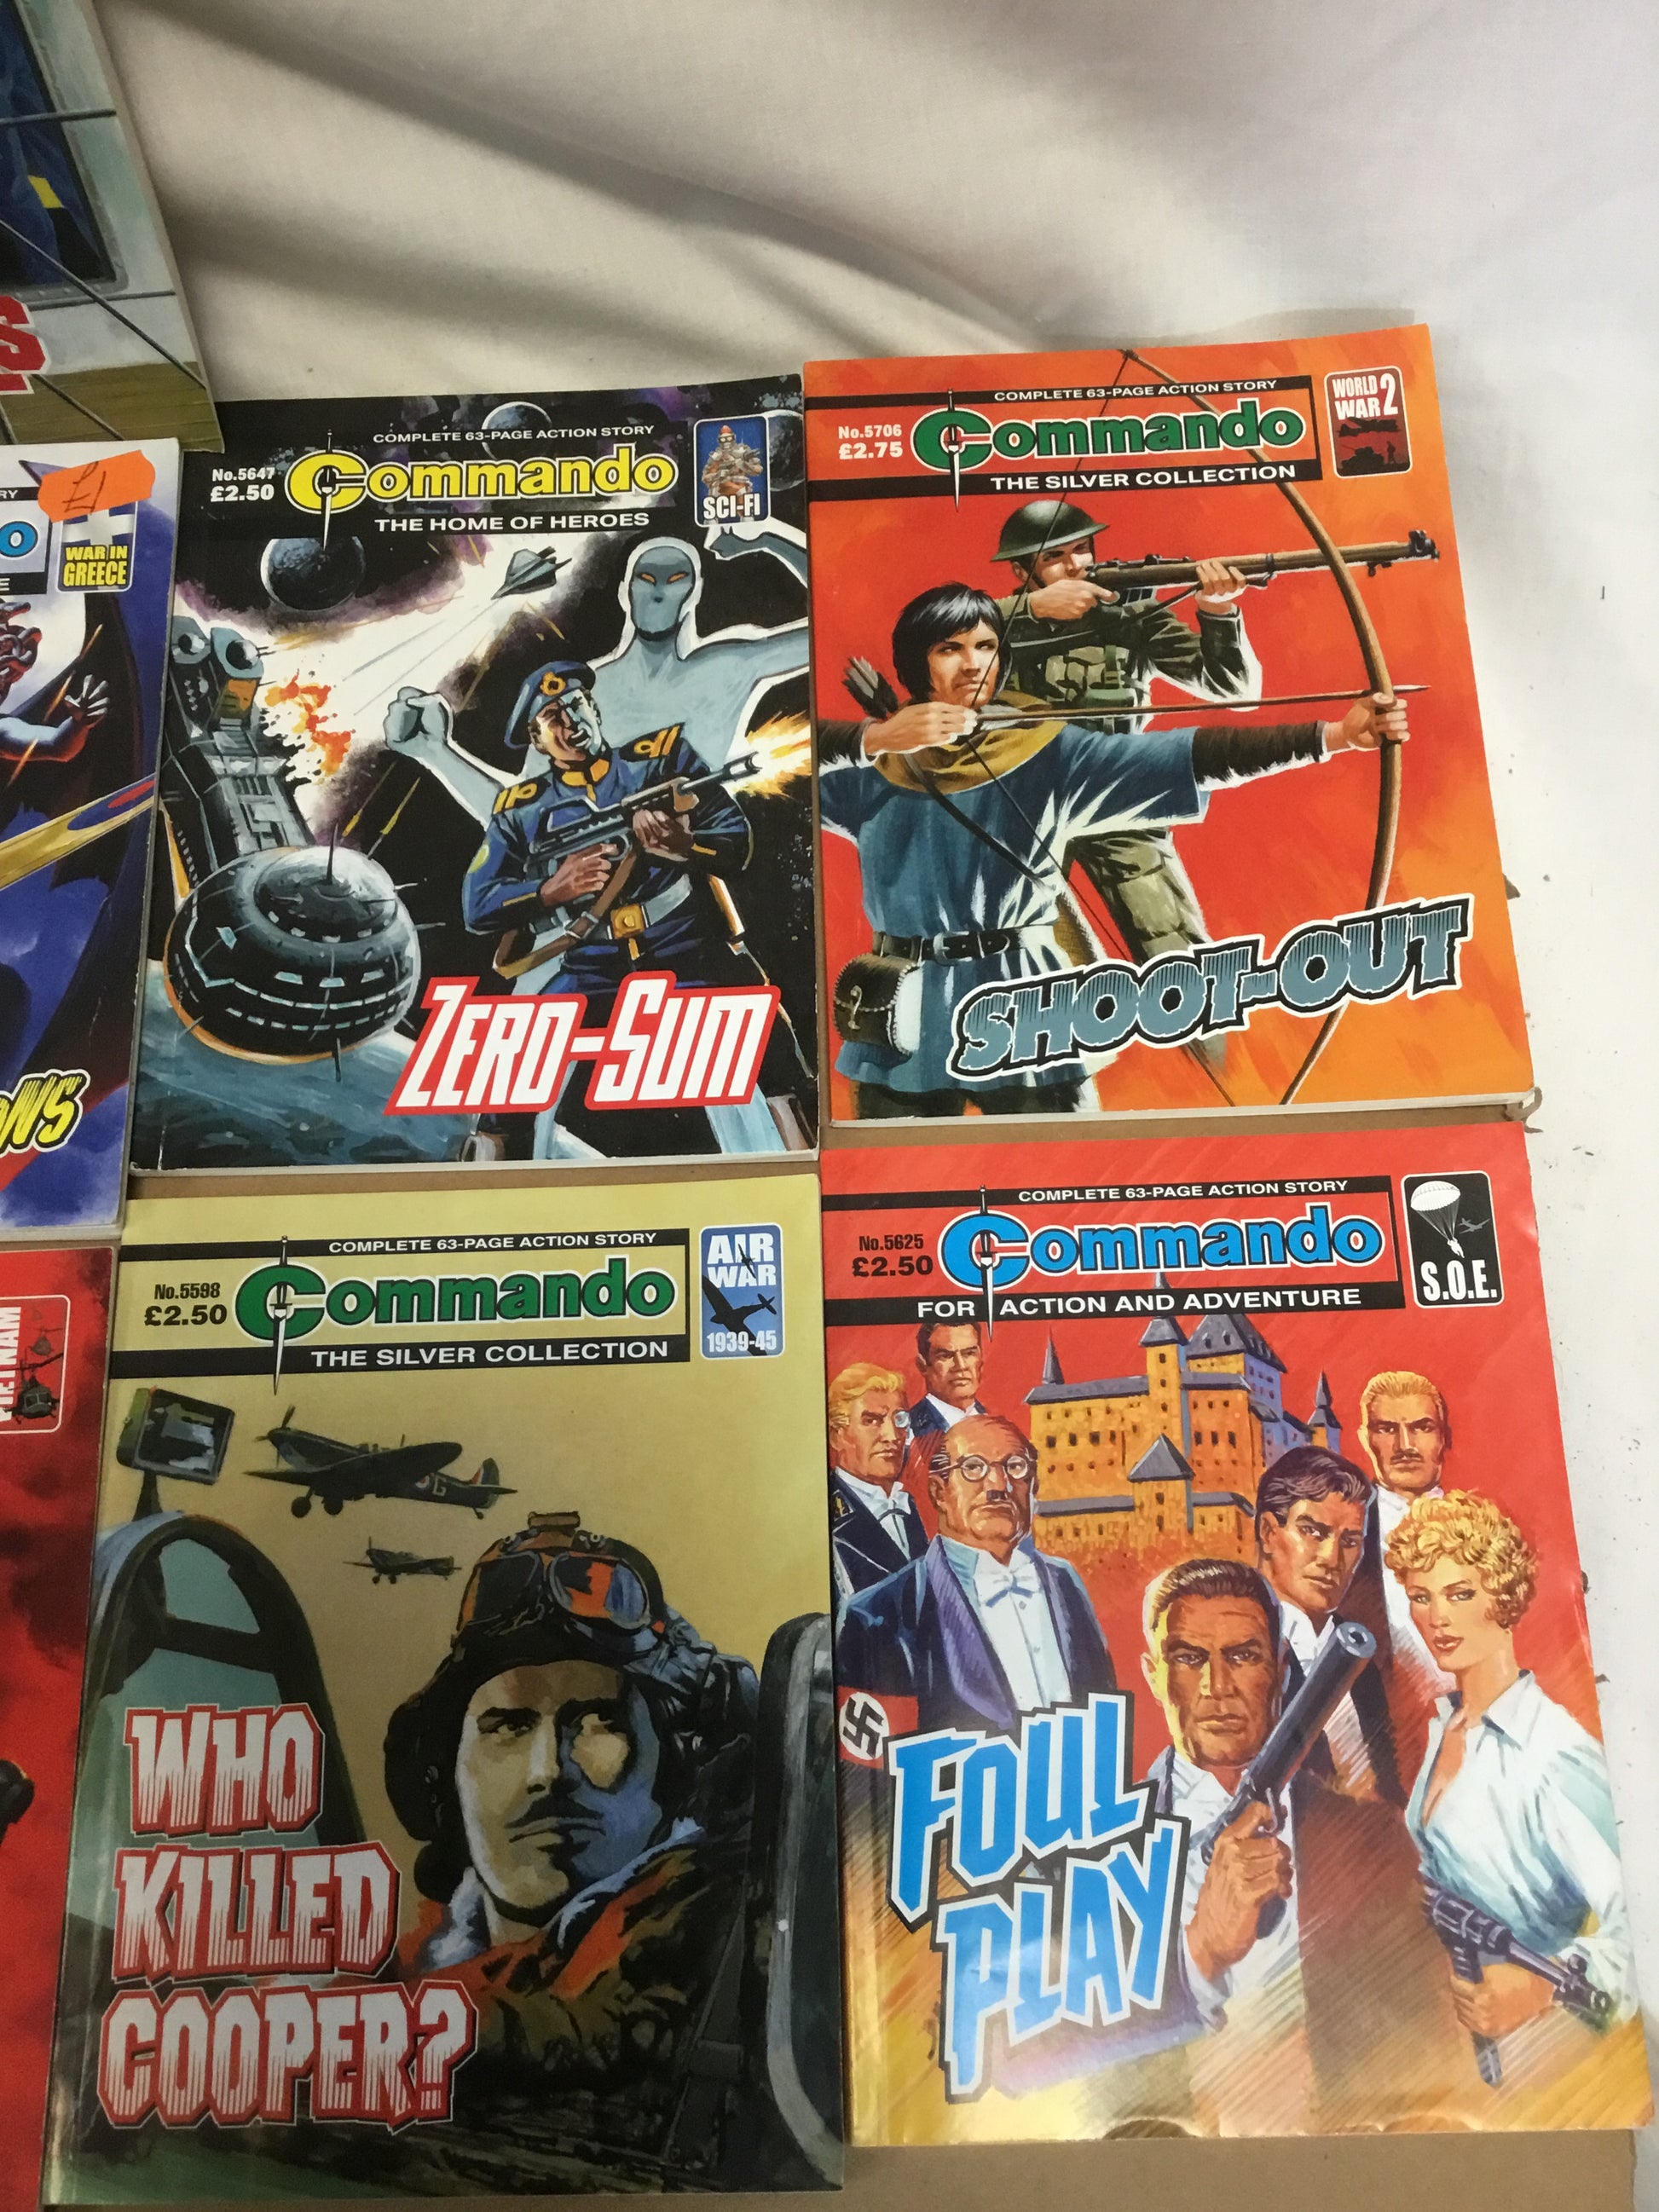 S
RY
£1
O
E
WAR IN
GREECE
ONS
COMPLETE 63-PAGE ACTION STORY
No.5647
£2.50
Commando
THE HOME OF HEROES
SCI-FI
ZERO-SUM
COMPLETE 63-PAGE ACTION STORY
No.5706
£2.75
Commando
THE SILVER COLLECTION
WORLD
WAR 2
SHOOT-OUT
COMPLETE 63-PAGE ACTION STORY
No.5598
£2.50
Commando
THE SILVER COLLECTION
AIR
WAR
1939-45
G
WHO
KILLED
COOPER?
COMPLETE 63-PAGE ACTION STORY
No.5625
£2.50
Commando
FOR ACTION AND ADVENTURE
S.O.E.
FOUL
PLAY